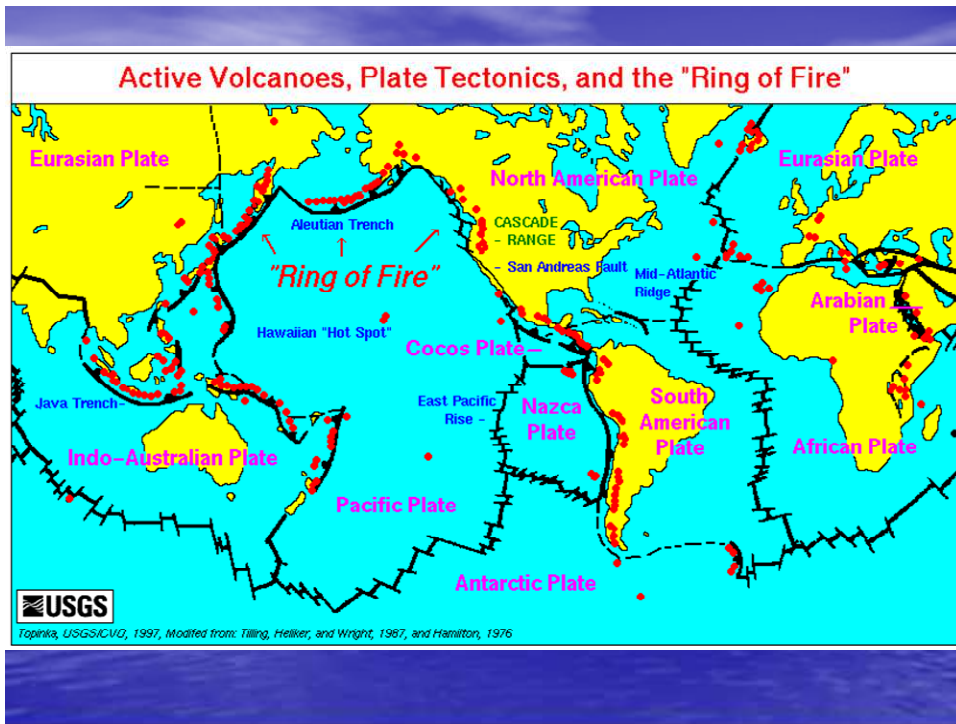 Active Volcanoes, Plate Tectonics, and the "Ring of Fire"
Eurasian Plate
North American Plate
Eurasian Plate
Aleutian Trench
CASCADE
- RANGE
"Ring of Fire"
- San Andreas Fault
Mid-Atlantic
Ridge
Arabian
Plate
Hawaiian "Hot Spot"
Cocos Plate
Java Trench-
East Pacific
Rise -
Nazca
Plate
South
American
Plate
Indo-Australian Plate
African Plate
Pacific Plate
Antarctic Plate
USGS
Topinka, USGS/CVO, 1997, Modified from: Tilling, Heliker, and Wright, 1987, and Hamilton, 1976